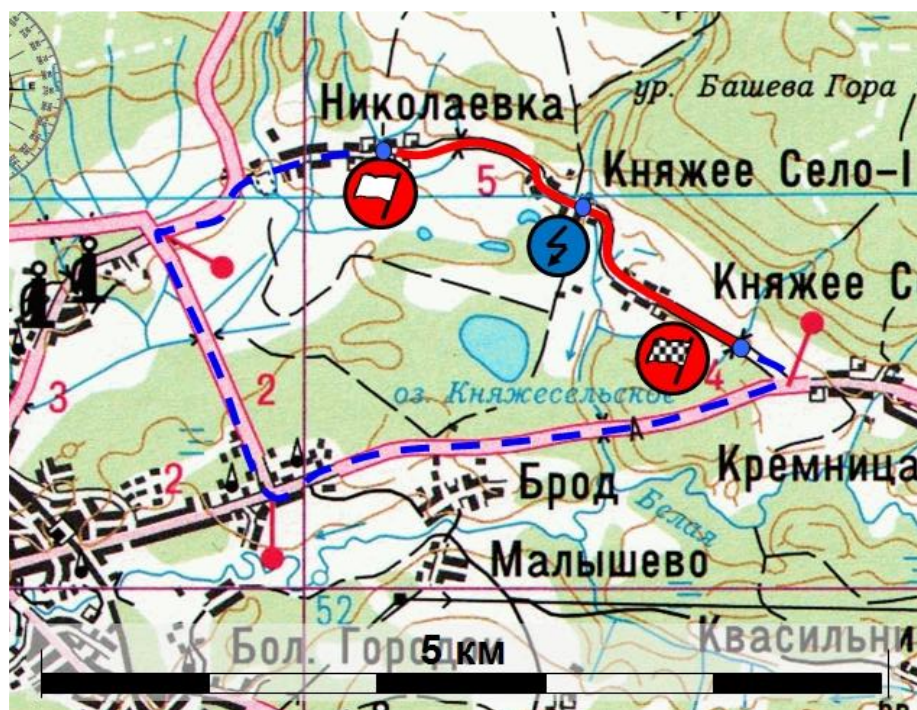 ур. Башева Гора
Николаевка
5
Княжее Село-I
Княжее С
4
2
3
оз. Княжесельское
2
Брод
Кремница
Белая
Малышево
52
5 км
Бол. Городок
Квасильни